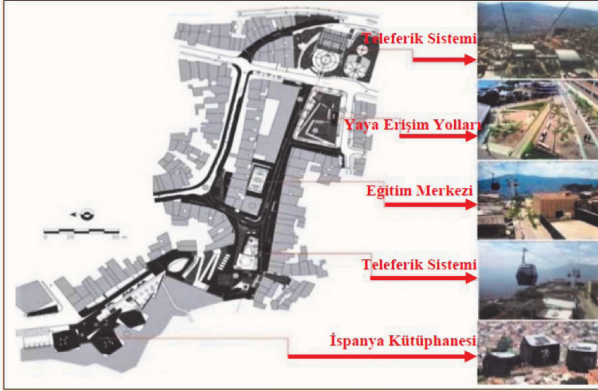 Teleferik Sistemi
Yaya Erişim Yolları
Eğitim Merkezi
Teleferik Sistemi
İspanya Kütüphanesi